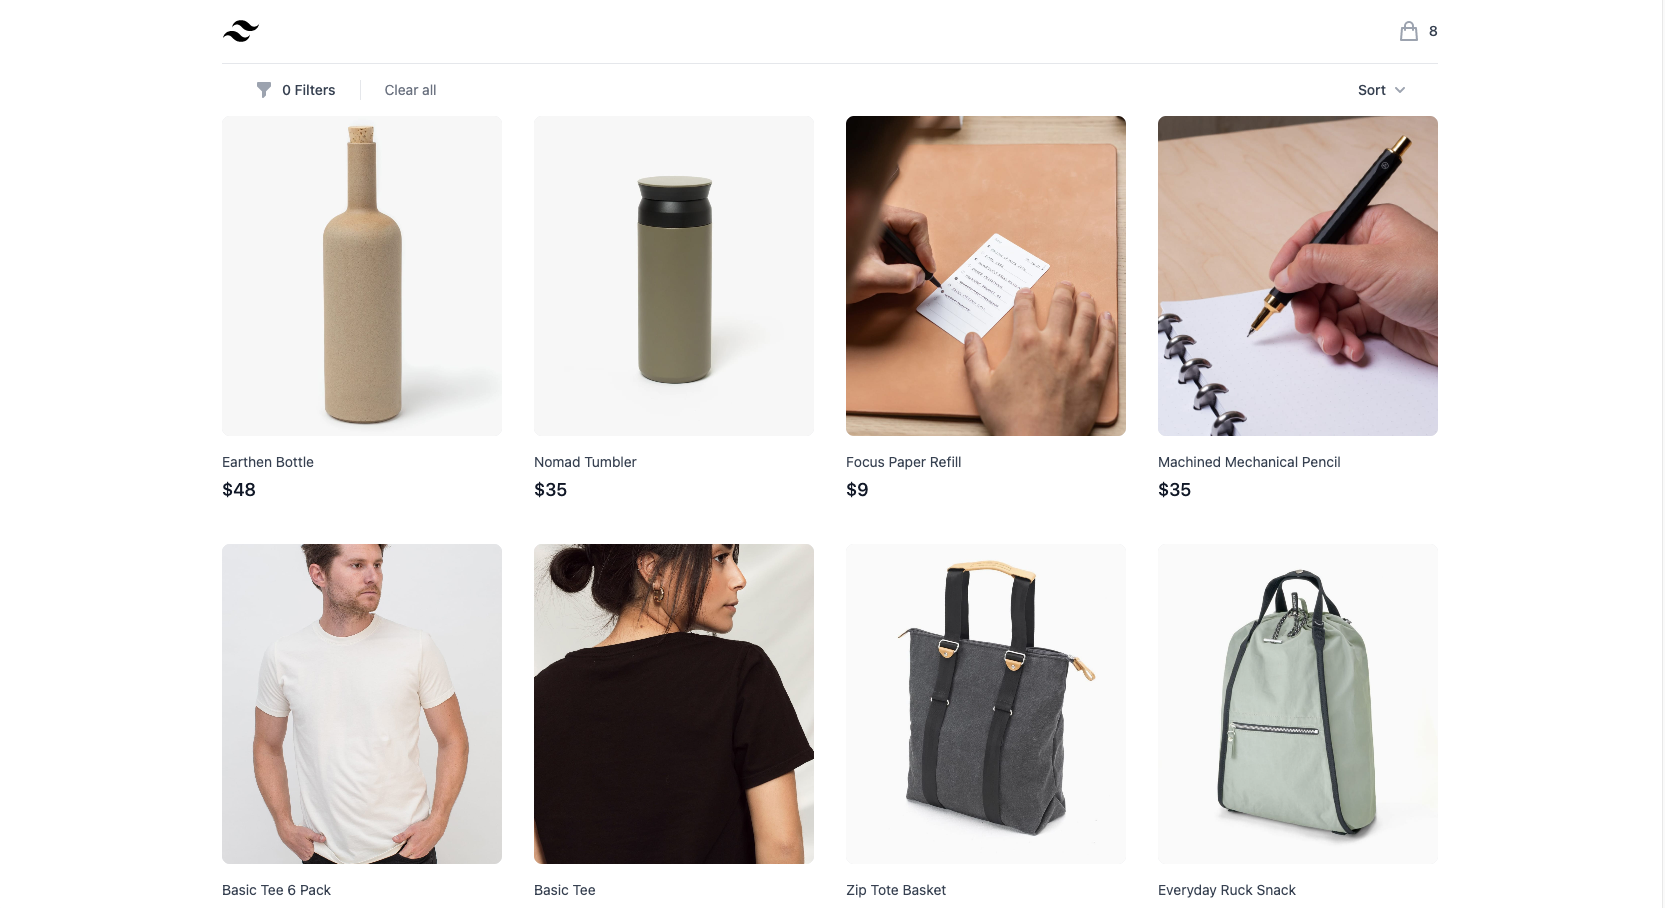 8
0 Filters
Clear all
Sort
Earthen Bottle
Nomad Tumbler
Focus Paper Refill
Machined Mechanical Pencil
$48
$35
$9
$35
Basic Tee 6 Pack
Basic Tee
Zip Tote Basket
Everyday Ruck Snack